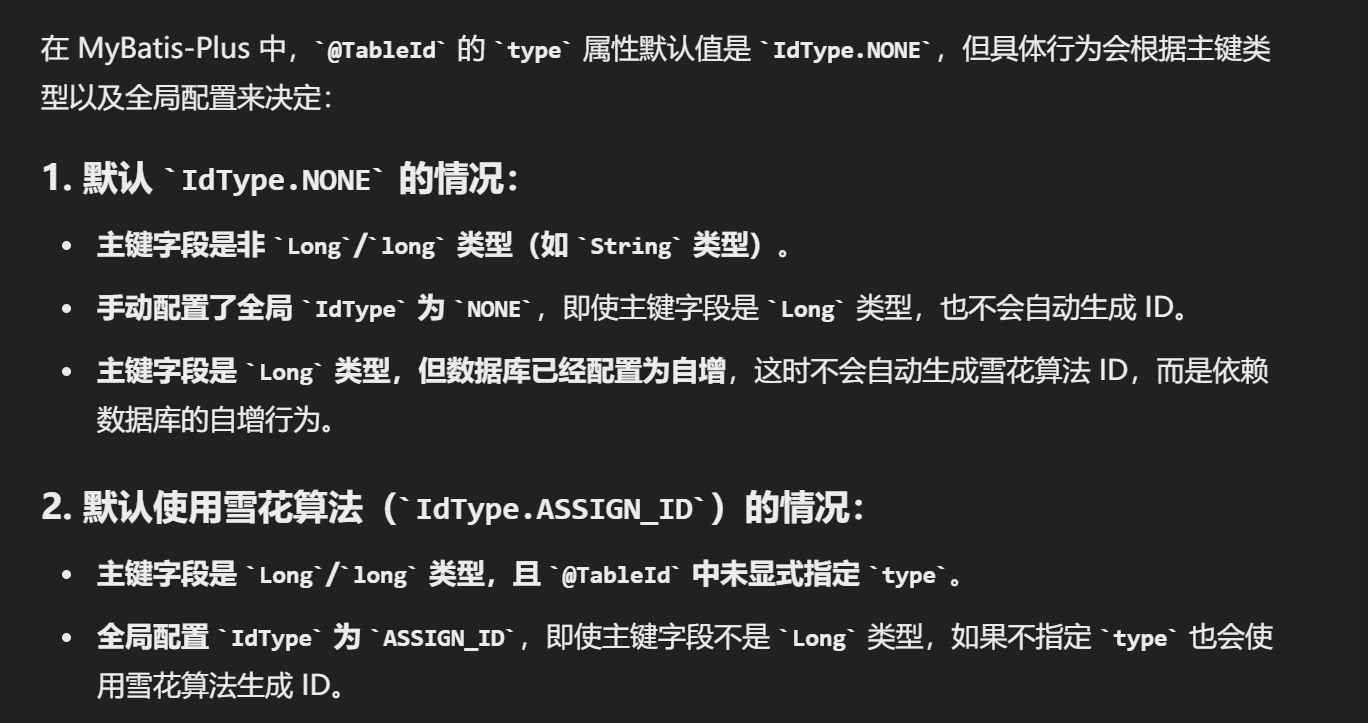 在 MyBatis-Plus 中，`@TableId` 的 `type` 属性默认值是 `IdType.NONE`，但具体行为会根据主键类
型以及全局配置来决定：
1. 默认 `IdType.NONE` 的情况：
• 主键字段是非 `Long`/`long` 类型（如 `String` 类型）。
• 手动配置了全局 `IdType` 为 `NONE`，即使主键字段是 `Long` 类型，也不会自动生成 ID。
• 主键字段是 `Long` 类型，但数据库已经配置为自增，这时不会自动生成雪花算法 ID，而是依赖
数据库的自增行为。
2. 默认使用雪花算法（`IdType.ASSIGN_ID`）的情况：
• 主键字段是 `Long`/`long` 类型，且 `@TableId` 中未显式指定 `type`。
• 全局配置 `IdType` 为 `ASSIGN_ID`，即使主键字段不是 `Long` 类型，如果不指定 `type` 也会使
用雪花算法生成 ID。